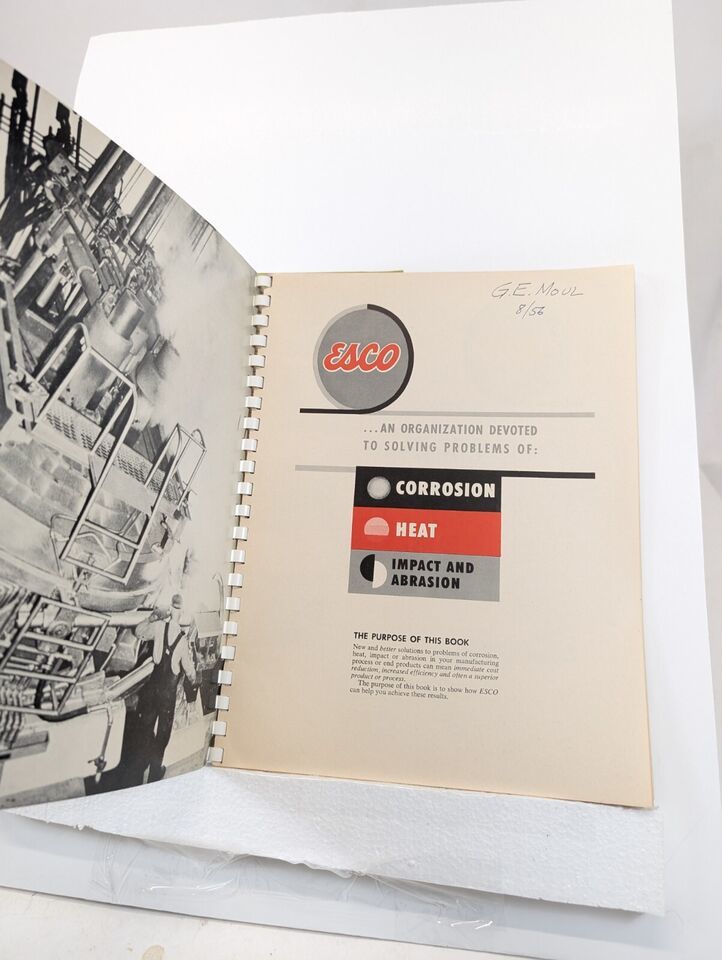 G.E. MOUL
8/56
ESCO
...AN ORGANIZATION DEVOTED
TO SOLVING PROBLEMS OF:
CORROSION
HEAT
IMPACT AND
ABRASION
THE PURPOSE OF THIS BOOK
New and better solutions to problems of corrosion,
heat, impact or abrasion in your manufacturing
process or end products can mean immediate cost
reduction, increased efficiency and often a superior
product or process.
The purpose of this book is to show how ESCO
can help you achieve these results.